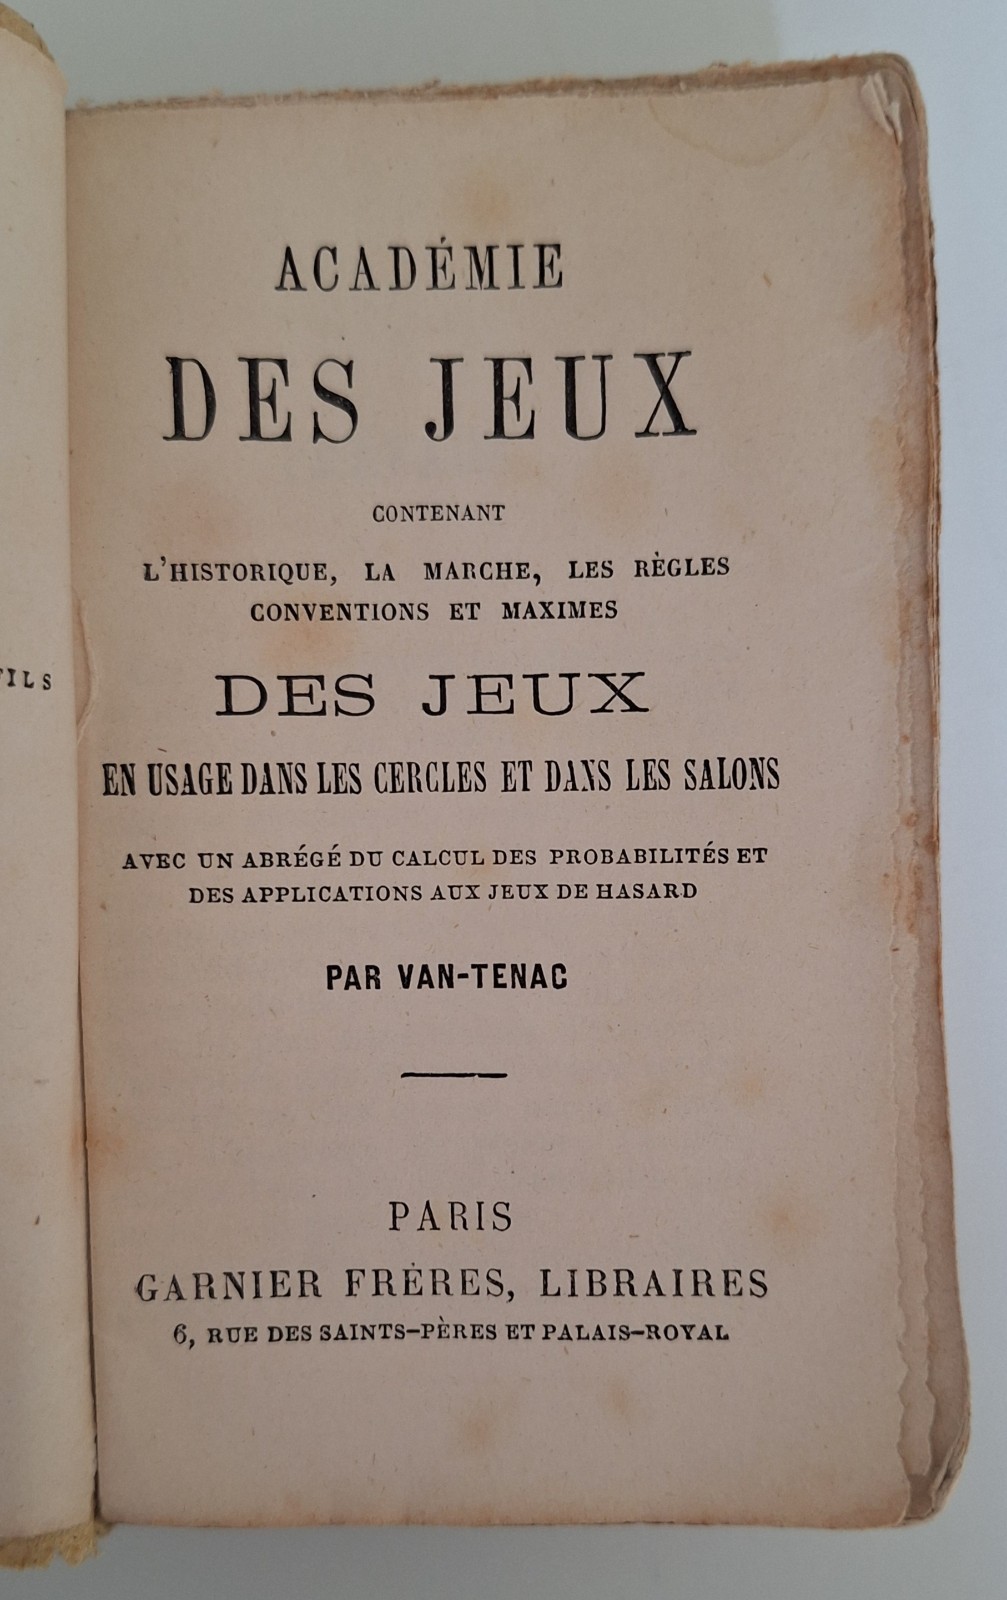 ACADÉMIE
DES JEUX
CONTENANT
L'HISTORIQUE, LA MARCHE, LES RÈGLES
CONVENTIONS ET MAXIMES
DES JEUX
EN USAGE DANS LES CERCLES ET DANS LES SALONS
AVEC UN ABRÉGÉ DU CALCUL DES PROBABILITÉS ET
DES APPLICATIONS AUX JEUX DE HASARD
PAR VAN-TENAC
PARIS
GARNIER FRÈRES, LIBRAIRES
6, RUE DES SAINTS-PÈRES ET PALAIS-ROYAL